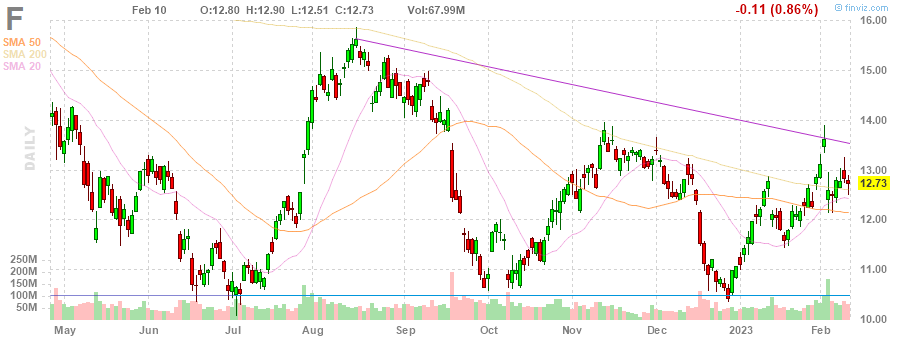 F
Feb 10 O:12.80 H:12.90 L:12.51 C:12.73 Vol:67.99M -0.11 (0.86%)
© finviz.com
SMA 50
SMA 200
SMA 20
DAILY
16.00
15.00
14.00
13.00
12.73
12.00
11.00
10.00
250M
200M
150M
100M
50M
May Jun Jul Aug Sep Oct Nov Dec 2023 Feb